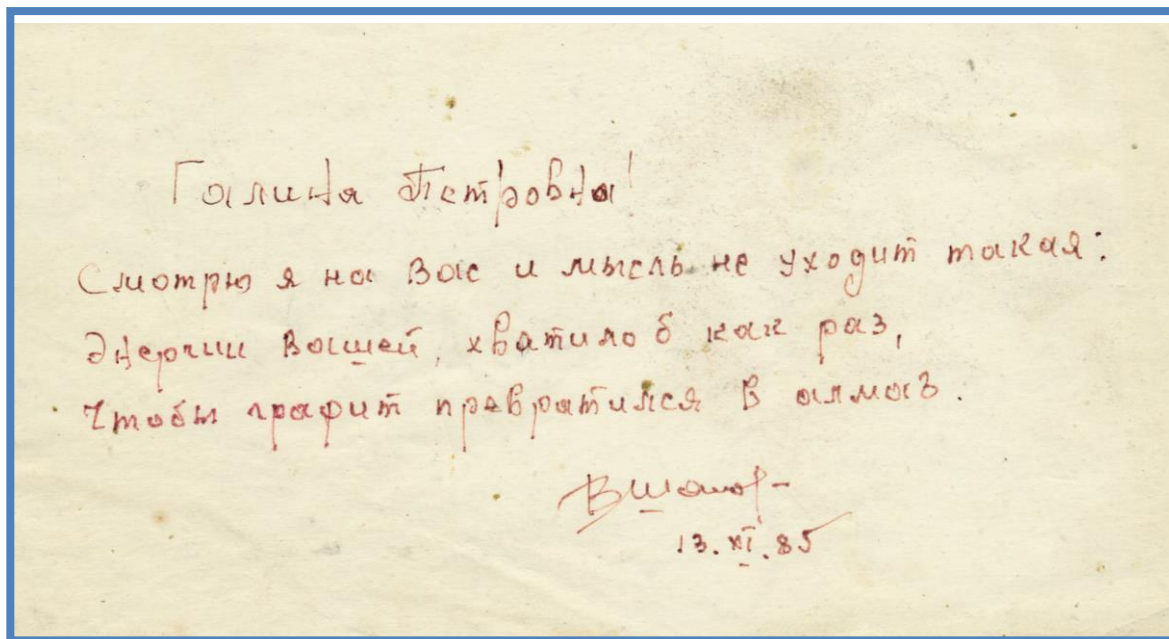 Галина Петровна!
Смотрю я на Вас и мысль не уходит такая:
Энергии Вашей, хватило б как раз,
Чтобы графит превратился в алмаз.
13.XI.85